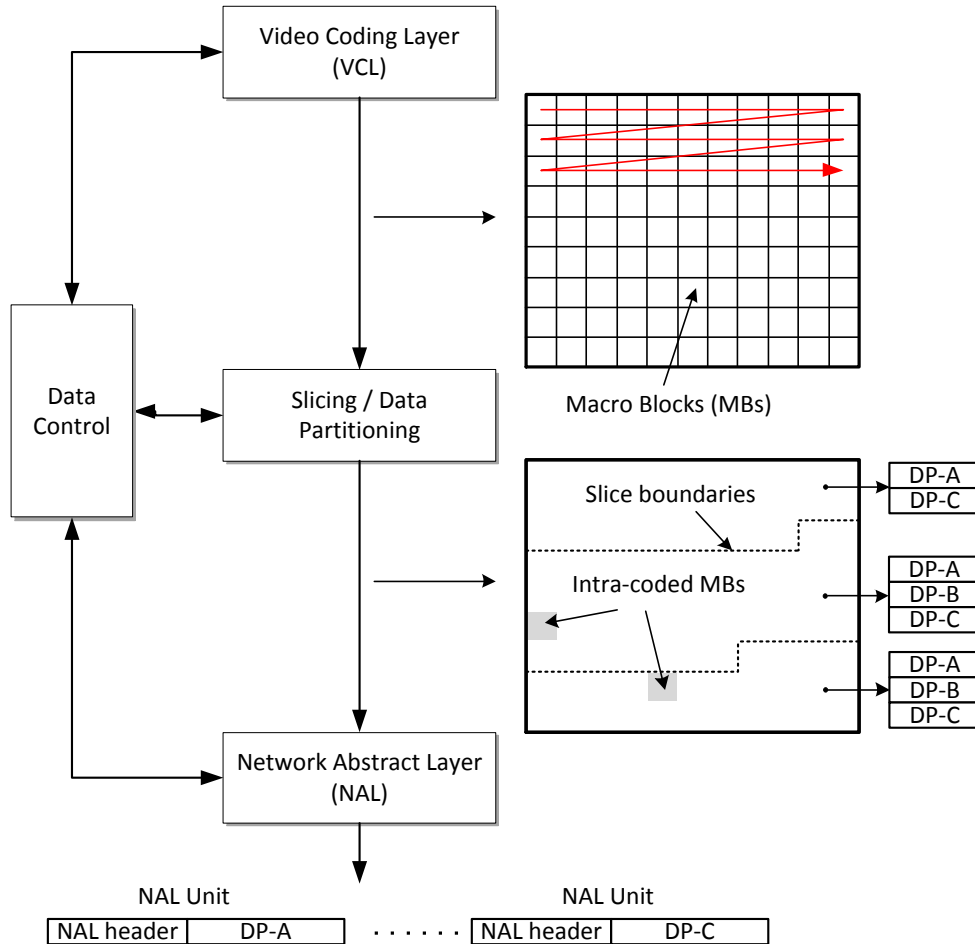 Video Coding Layer
(VCL)
Data
Control
Slicing / Data
Partitioning
Macro Blocks (MBs)
Slice boundaries
Intra-coded MBs
DP-A
DP-C
DP-A
DP-B
DP-C
DP-A
DP-B
DP-C
Network Abstract Layer
(NAL)
NAL Unit
NAL header DP-A
. . . . . .
NAL Unit
NAL header DP-C